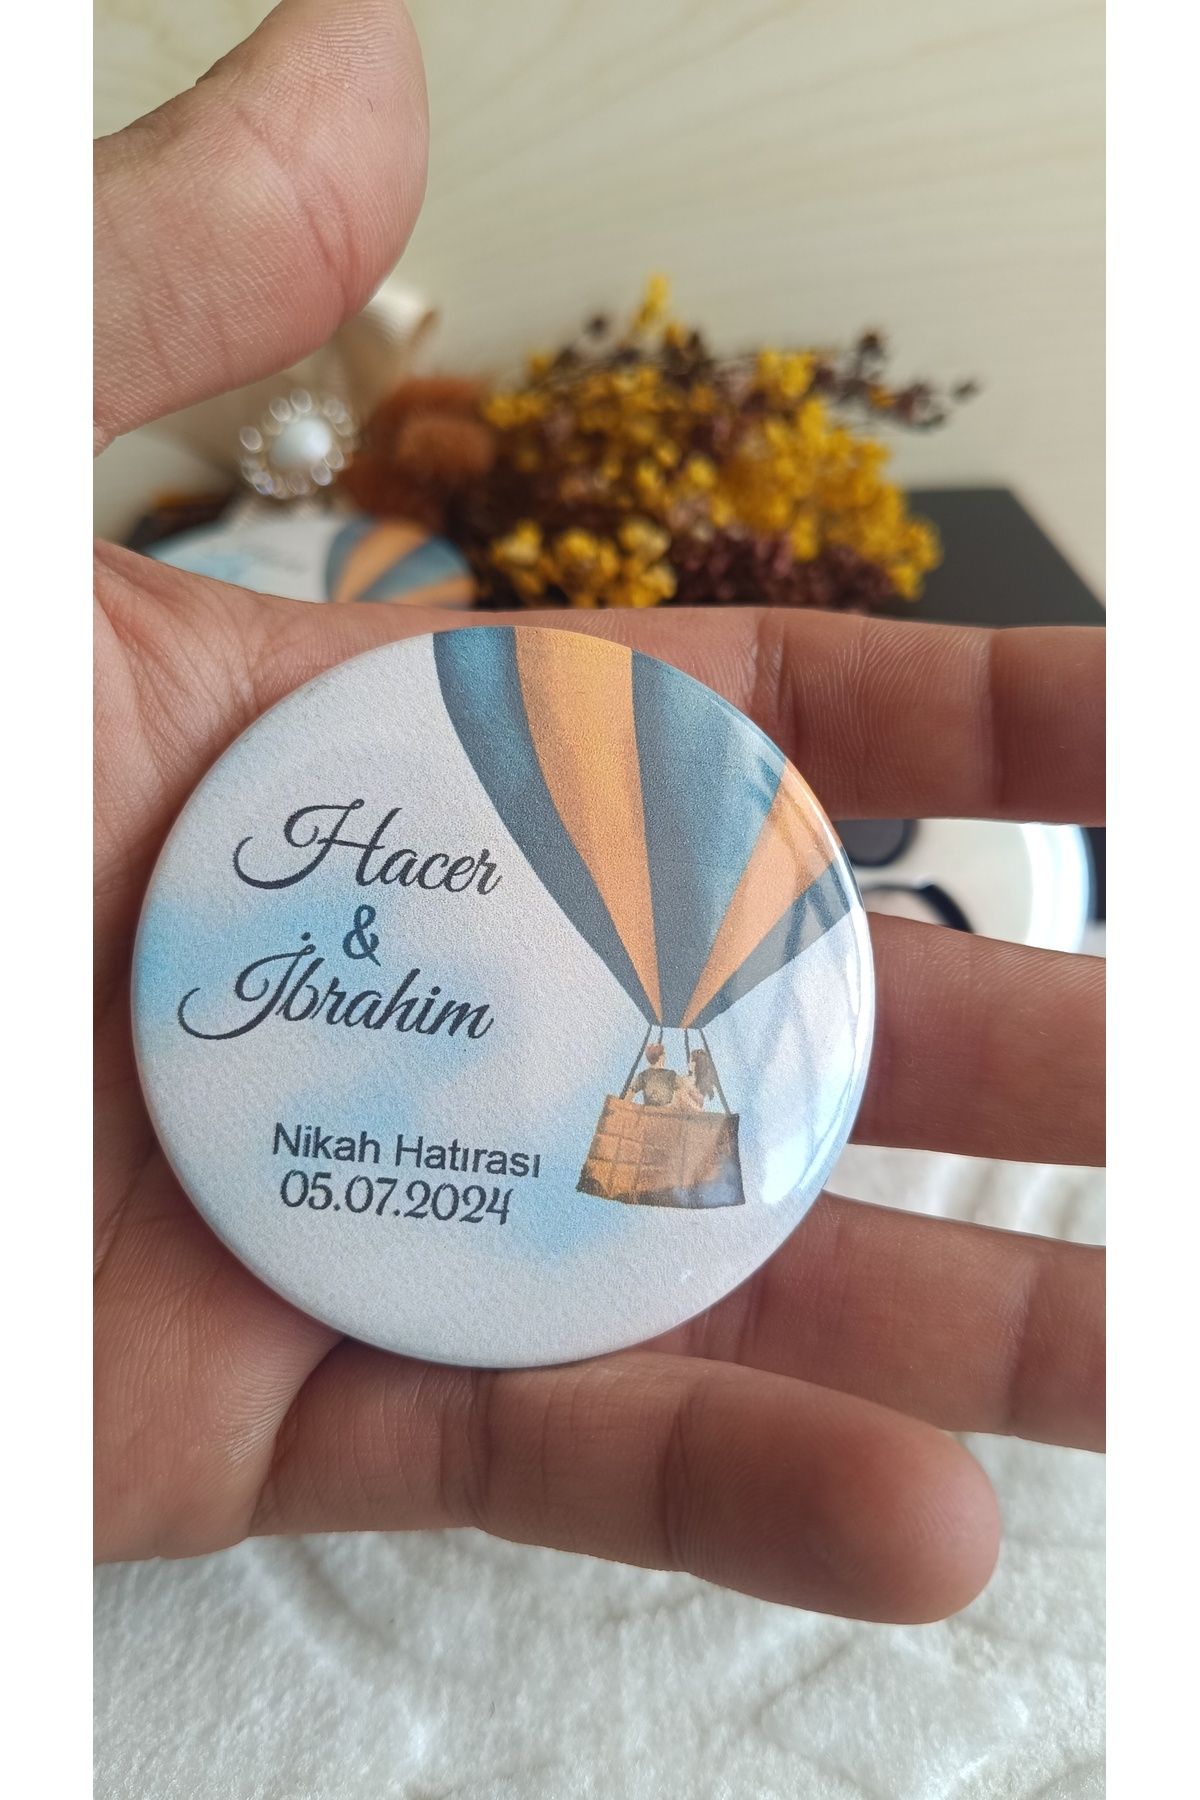 Hacer
&
İbrahim
Nikah Hatırası
05.07.2024